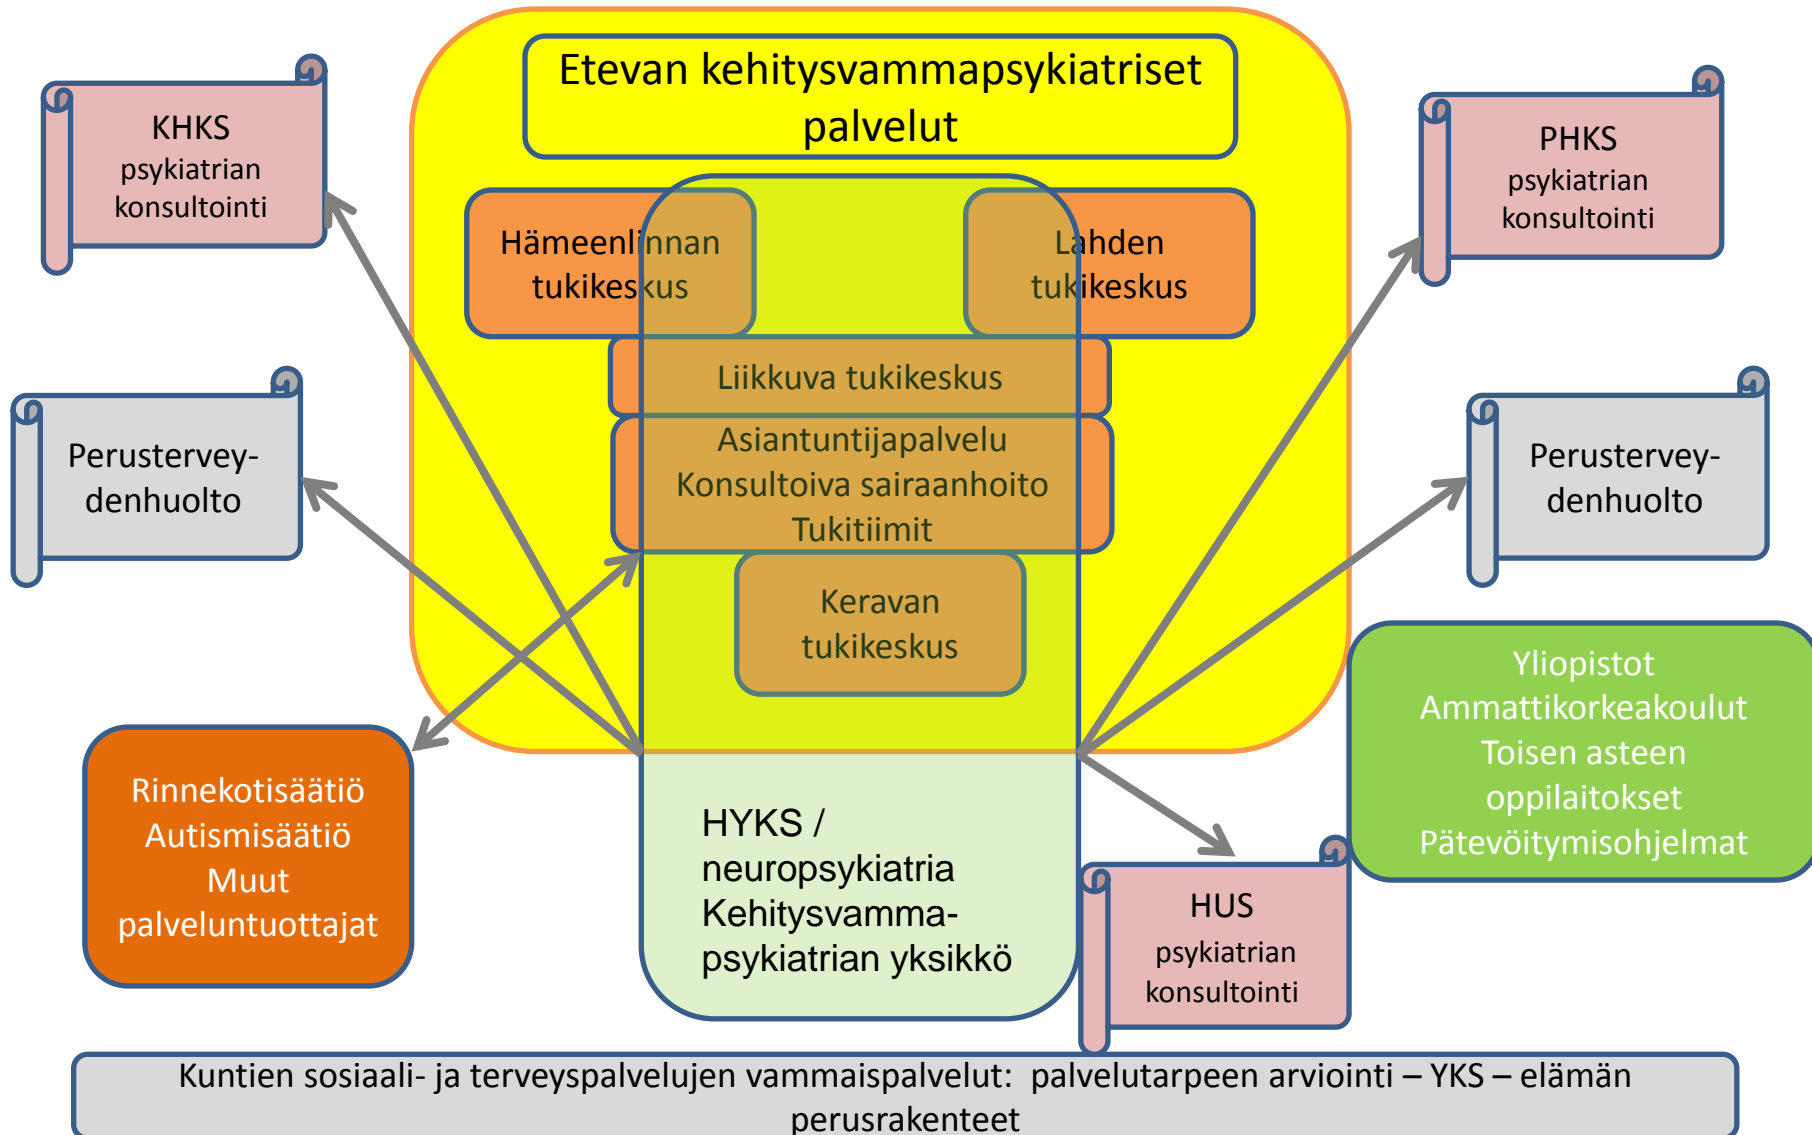 Etevan kehitysvammapsykiatriset
palvelut
KHKS
psykiatrian
konsultointi
PHKS
psykiatrian
konsultointi
Hämeenlinnan
tukikeskus
Lahden
tukikeskus
Liikkuva tukikeskus
Asiantuntijapalvelu
Konsultoiva sairaanhoito
Tukitiimit
Perustervey-
denhuolto
Perustervey-
denhuolto
Keravan
tukikeskus
Rinnekotisäätiö
Autismisäätiö
Muut
palveluntuottajat
HYKS /
neuropsykiatria
Kehitysvamma-
psykiatrian yksikkö
Yliopistot
Ammattikorkeakoulut
Toisen asteen
oppilaitokset
Pätevöitymisohjelmat
HUS
psykiatrian
konsultointi
Kuntien sosiaali- ja terveyspalvelujen vammaispalvelut: palvelutarpeen arviointi – YKS – elämän
perusrakenteet